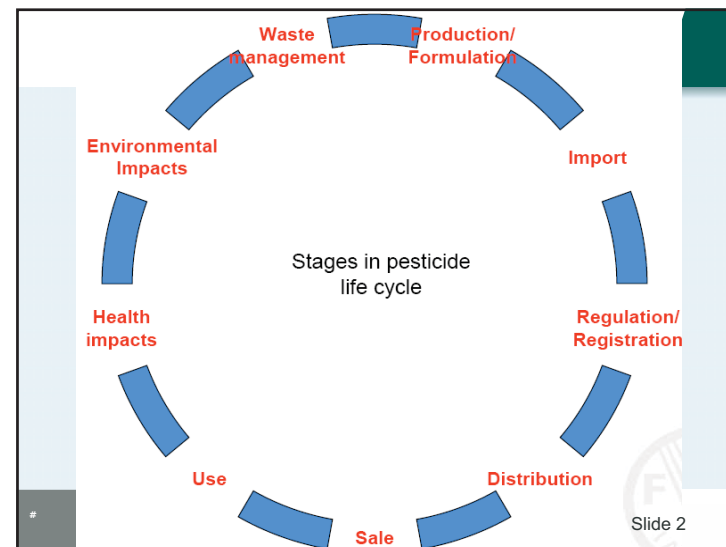 Waste
management
Production/
Formulation
Import
Regulation/
Registration
Distribution
Sale
Use
Health
impacts
Environmental
Impacts
Stages in pesticide
life cycle
#
F
Slide 2